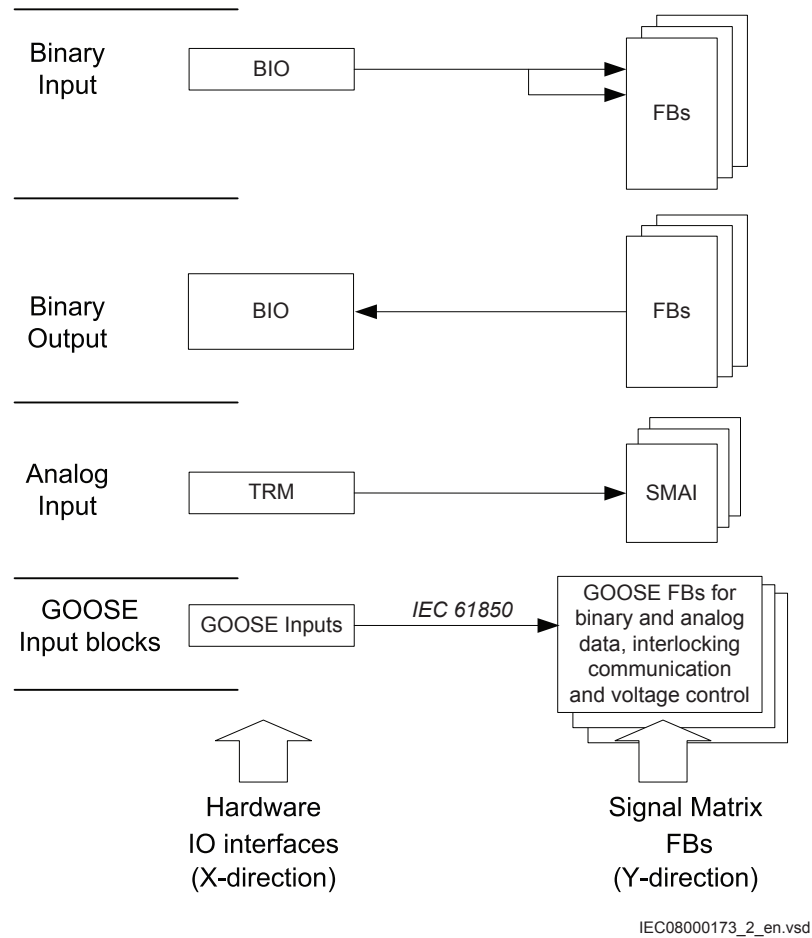 Binary
Input
BIO
FBs
Binary
Output
BIO
FBs
Analog
Input
TRM
SMAI
GOOSE
Input blocks
GOOSE Inputs
IEC 61850
GOOSE FBs for
binary and analog
data, interlocking
communication
and voltage control
Hardware
IO interfaces
(X-direction)
Signal Matrix
FBs
(Y-direction)
IEC08000173_2_en.vsd